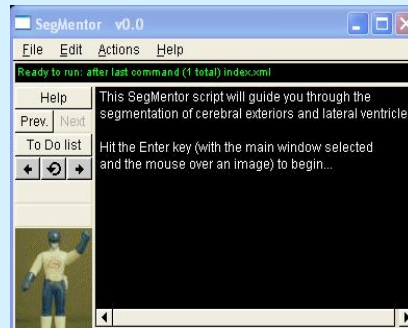 SegMentor v0.0
File Edit Actions Help
Ready to run: after last command (1 total) index.xml
Help
Prev. Next
To Do list
This SegMentor script will guide you through the
segmentation of cerebral exteriors and lateral ventricle
Hit the Enter key (with the main window selected
and the mouse over an image) to begin...